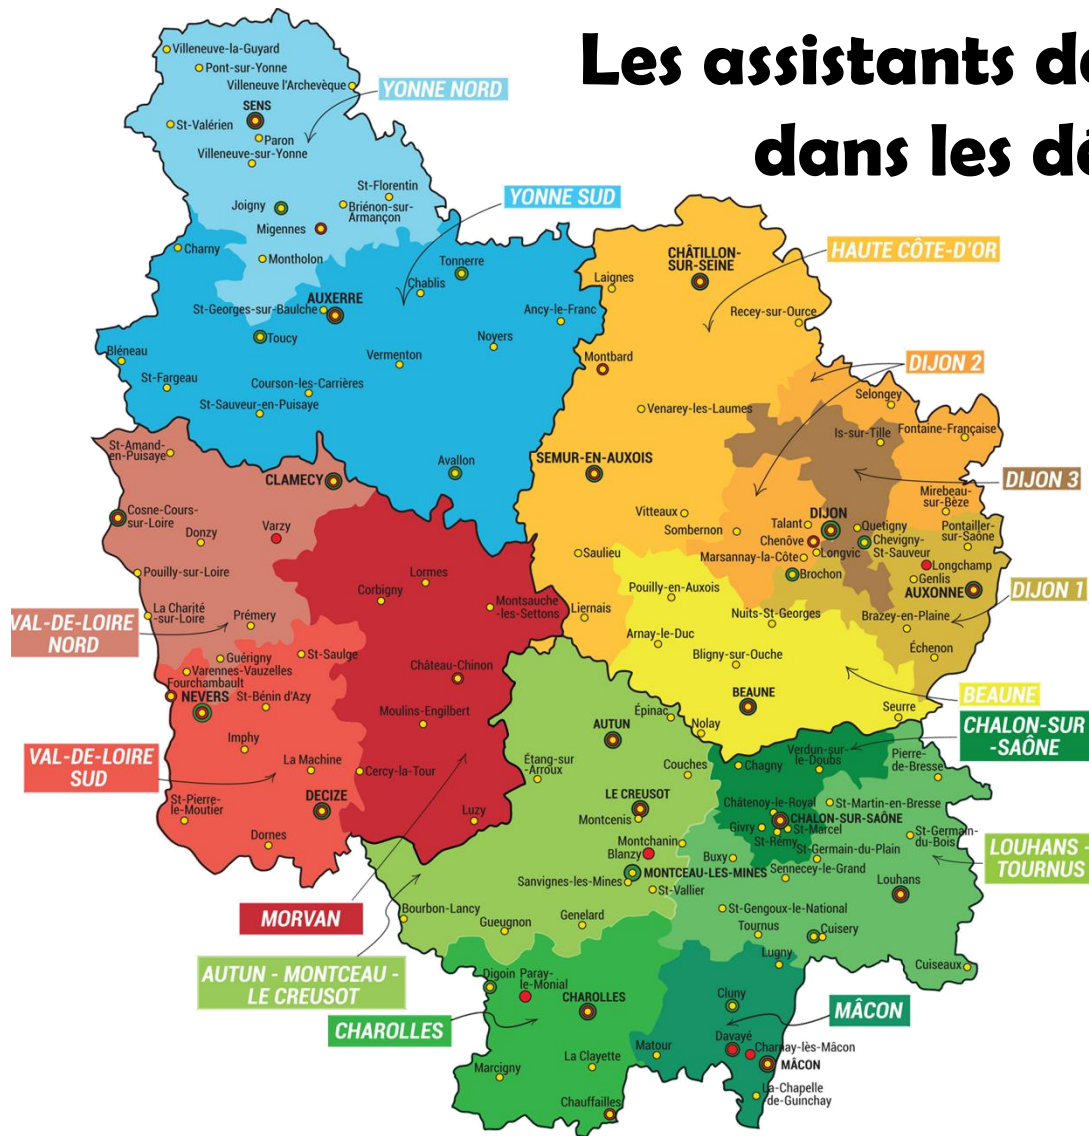 Les assistants du
dans les dé
Villeneuve-la-Guyard
Pont-sur-Yonne
Villeneuve l'Archevèque
YONNE NORD
SENS
St-Valérien
Paron
Villeneuve-sur-Yonne
St-Florentin
Joigny
Briénon-sur-
Armançon
Migennes
YONNE SUD
Charny
Montholon
Tonnerre
Chablis
AUXERRE
St-Georges-sur-Baulche
Ancy-le-Franc
Toucy
Noyers
Bléneau
Vermenton
St-Fargeau
Courson-les-Carrières
St-Sauveur-en-Puisaye
Avallon
HAUTE CÔTE-D'OR
CHÂTILLON-
SUR-SEINE
Laignes
Recey-sur-Ource
Montbard
DIJON 2
Selongey
Venarey-les-Laumes
Is-sur-Tille
Fontaine-Française
SEMUR-EN-AUXOIS
DIJON 3
Mirebeau-
sur-Bèze
Vitteaux
Sombernon
DIJON
Talant
Chenôve
Quetigny
Chevigny-
St-Sauveur
Pontailler-
sur-Saône
Marsannay-la-Côte
Longvic
Saulieu
Brochon
Longchamp
Genlis
AUXONNE
DIJON 1
Pouilly-en-Auxois
Liernais
Nuits-St-Georges
Brazey-en-Plaine
Arnay-le-Duc
Bligny-sur-Ouche
Échenon
BEAUNE
BEAUNE
Seurre
Nolay
St-Amand-
en-Puisaye
CLAMECY
Cosne-Cours-
sur-Loire
Donzy
Varzy
Pouilly-sur-Loire
Lormes
Corbigny
Montsauche
-les-Settons
La Charité
-sur-Loire
Prémery
VAL-DE-LOIRE
NORD
Guérigny
St-Saulge
Varennes-Vauzelles
Fourchambault
NEVERS
St-Bénin d'Azy
Château-Chinon
Moulins-Engilbert
Imphy
VAL-DE-LOIRE
SUD
La Machine
Cercy-la-Tour
St-Pierre-
le-Moutier
DECIZE
Luzy
Dornes
MORVAN
Épinac
AUTUN
CHALON-SUR
-SAÔNE
Étang-sur
-Arroux
Couches
Chagny
Verdun-sur-
le-Doubs
Pierre-
de-Bresse
LE CREUSOT
Montcenis
Châtenoy-le-Royal
St-Martin-en-Bresse
CHALON-SUR-SAÔNE
Givry
St-Marcel
St-Rémy
St-Germain-
du-Bois
Montchanin
Blanzy
Buxy
St-Germain-du-Plain
LOUHANS -
TOURNUS
MONTCEAU-LES-MINES
Sennecey-le-Grand
Sanvignes-les-Mines
St-Vallier
Louhans
Bourbon-Lancy
Gueugnon
Genelard
St-Gengoux-le-National
Tournus
Cuisery
Lugny
Cuiseaux
AUTUN - MONTCEAU -
LE CREUSOT
Digoin
Paray-
le-Monial
CHAROLLES
CHAROLLES
Cluny
MÂCON
Matour
Davayé
Charnay-lès-Mâcon
MÂCON
La Clayette
Marcigny
La-Chapelle
de-Guinchay
Chauffailles